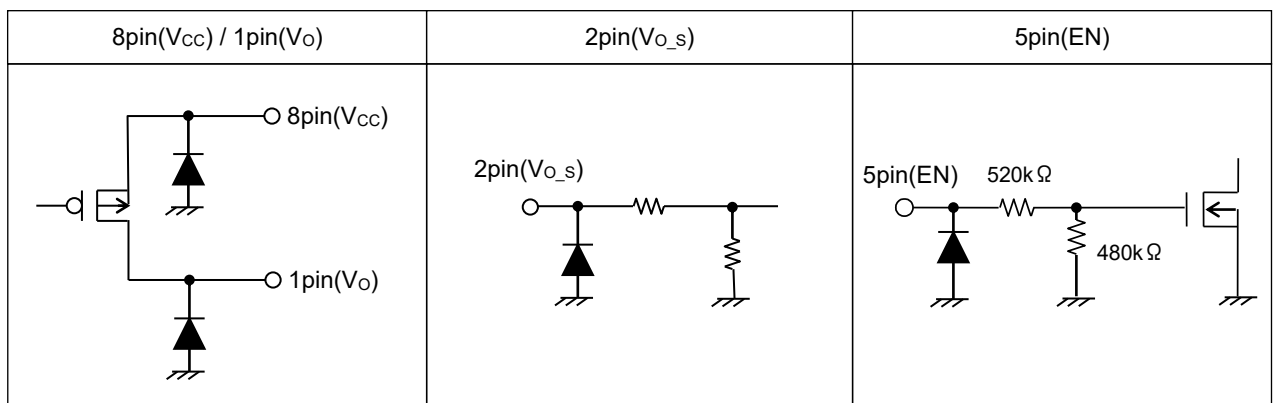 8pin(VCC) / 1pin(VO)
2pin(VO_S)
5pin(EN)
8pin(VCC)
1pin(VO)
2pin(VO_S)
5pin(EN)
520kΩ
480kΩ